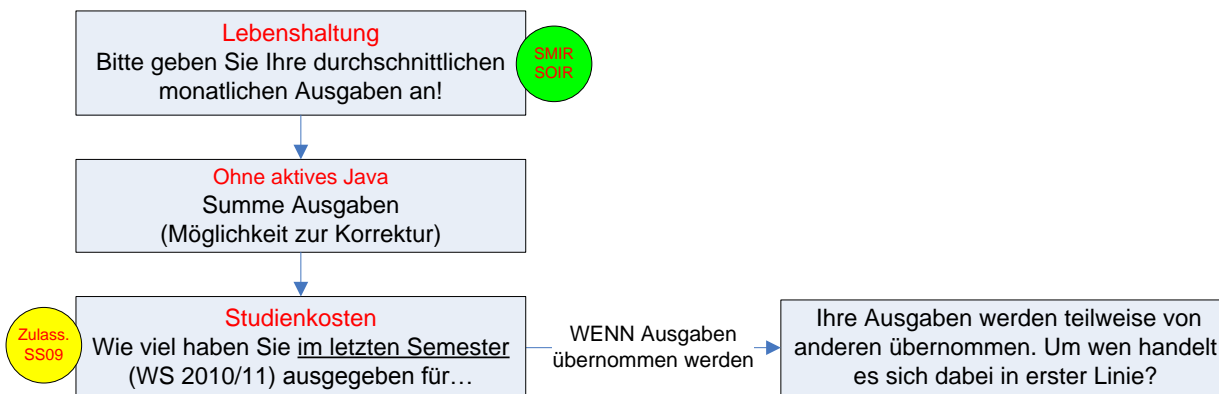 Lebenshaltung
Bitte geben Sie Ihre durchschnittlichen
monatlichen Ausgaben an!
SMIR
SOIR
Ohne aktives Java
Summe Ausgaben
(Möglichkeit zur Korrektur)
Zulass.
SS09
Studienkosten
Wie viel haben Sie im letzten Semester
(WS 2010/11) ausgegeben für…
WENN Ausgaben
übernommen werden
Ihre Ausgaben werden teilweise von
anderen übernommen. Um wen handelt
es sich dabei in erster Linie?